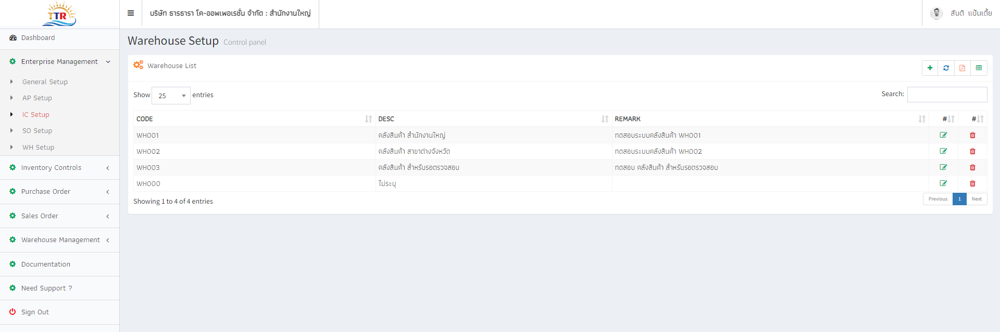 TTR
บริษัท ธารธารา โค-ออพเพอเรชั่น จำกัด : สำนักงานใหญ่
สันติ แป้นเตี้ย
Dashboard
Enterprise Management
General Setup
AP Setup
IC Setup
SO Setup
WH Setup
Inventory Controls
Purchase Order
Sales Order
Warehouse Management
Documentation
Need Support ?
Sign Out
Warehouse Setup Control panel
Warehouse List
Show 25 entries
Search:
CODE DESC REMARK # #
WH001 คลังสินค้า สำนักงานใหญ่ ทดสอบระบบคลังสินค้า WH001
WH002 คลังสินค้า สาขาต่างจังหวัด ทดสอบระบบคลังสินค้า WH002
WH003 คลังสินค้า สำหรับรอตรวจสอบ ทดสอบ คลังสินค้า สำหรับรอตรวจสอบ
WH000 ไม่ระบุ
Showing 1 to 4 of 4 entries
Previous 1 Next